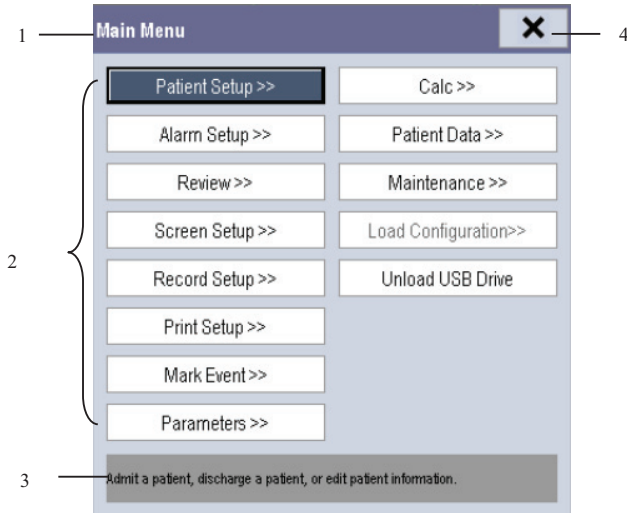 1
Main Menu
4
2
Patient Setup >>
Alarm Setup >>
Review >>
Screen Setup >>
Record Setup >>
Print Setup >>
Mark Event >>
Parameters >>
Calc >>
Patient Data >>
Maintenance >>
Load Configuration>>
Unload USB Drive
3
Admit a patient, discharge a patient, or edit patient information.